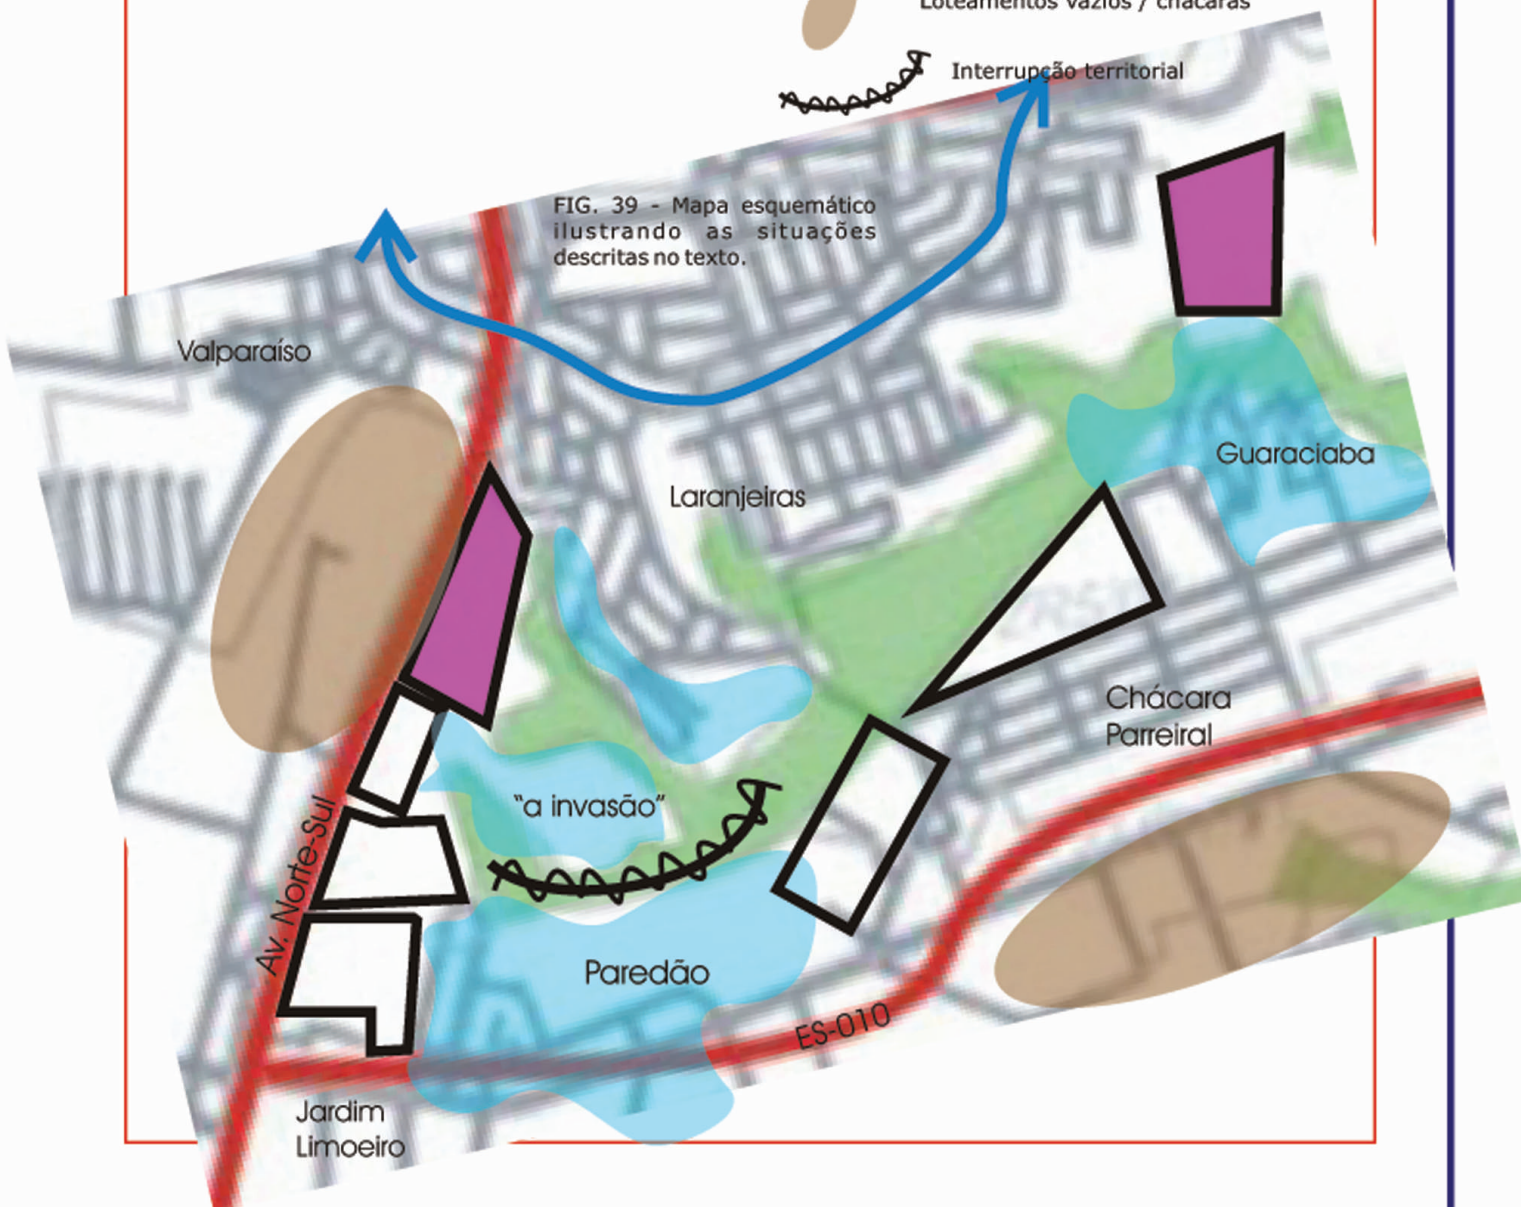 Loteamentos vazios / chácaras
Interrupção territorial
FIG. 39 - Mapa esquemático
ilustrando as situações
descritas no texto.
Valparaíso
Guaraciaba
Laranjeiras
Chácara
Parreiral
"a invasão"
Av. Norte-Sul
Paredão
ES-010
Jardim
Limoeiro